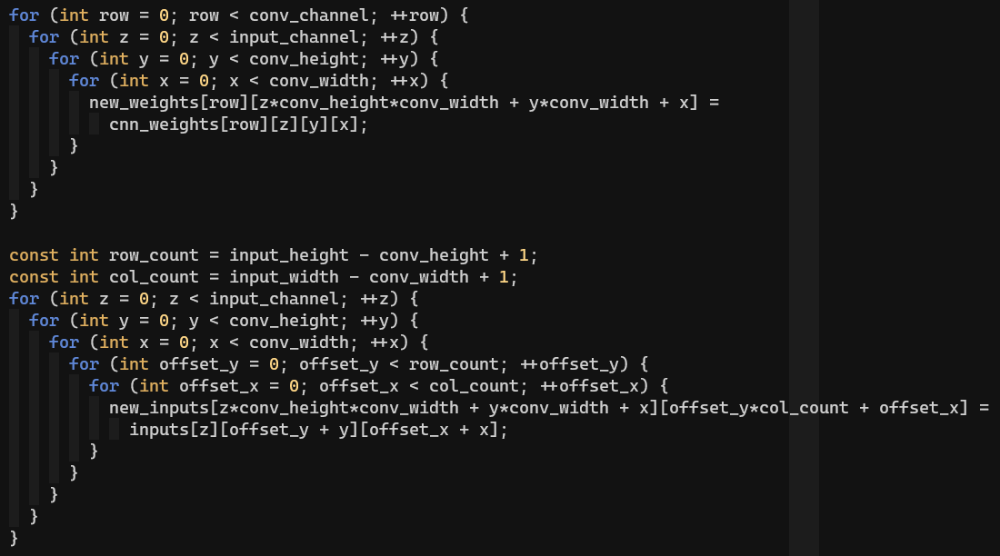 for (int row = 0; row < conv_channel; ++row) {
  for (int z = 0; z < input_channel; ++z) {
    for (int y = 0; y < conv_height; ++y) {
      for (int x = 0; x < conv_width; ++x) {
        new_weights[row][z*conv_height*conv_width + y*conv_width + x] =
          cnn_weights[row][z][y][x];
      }
    }
  }
}

const int row_count = input_height - conv_height + 1;
const int col_count = input_width - conv_width + 1;
for (int z = 0; z < input_channel; ++z) {
  for (int y = 0; y < conv_height; ++y) {
    for (int x = 0; x < conv_width; ++x) {
      for (int offset_y = 0; offset_y < row_count; ++offset_y) {
        for (int offset_x = 0; offset_x < col_count; ++offset_x) {
          new_inputs[z*conv_height*conv_width + y*conv_width + x][offset_y*col_count + offset_x] =
            inputs[z][offset_y + y][offset_x + x];
        }
      }
    }
  }
}